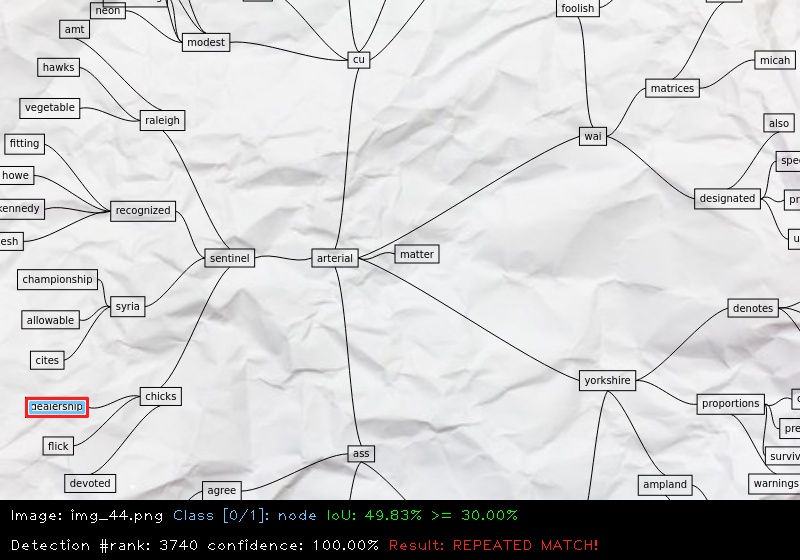 neon
amt
modest
cu
foolish
hawks
micah
matrices
vegetable
raleigh
also
wai
fitting
howe
kennedy
recognized
designated
sentinel
arterial
matter
championship
syria
allowable
denotes
cites
yorkshire
chicks
dealership
proportions
flick
ass
devoted
agree
ampland
warnings
Image: img_44.png Class [0/1]: node IoU: 49.83% >= 30.00%
Detection #rank: 3740 confidence: 100.00% Result: REPEATED MATCH!